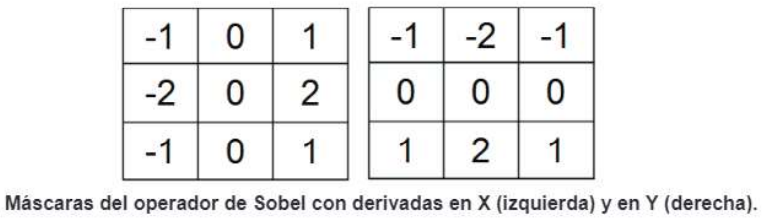 -1 0 1 -1 -2 -1
-2 0 2 0 0 0
-1 0 1 1 2 1
Máscaras del operador de Sobel con derivadas en X (izquierda) y en Y (derecha).